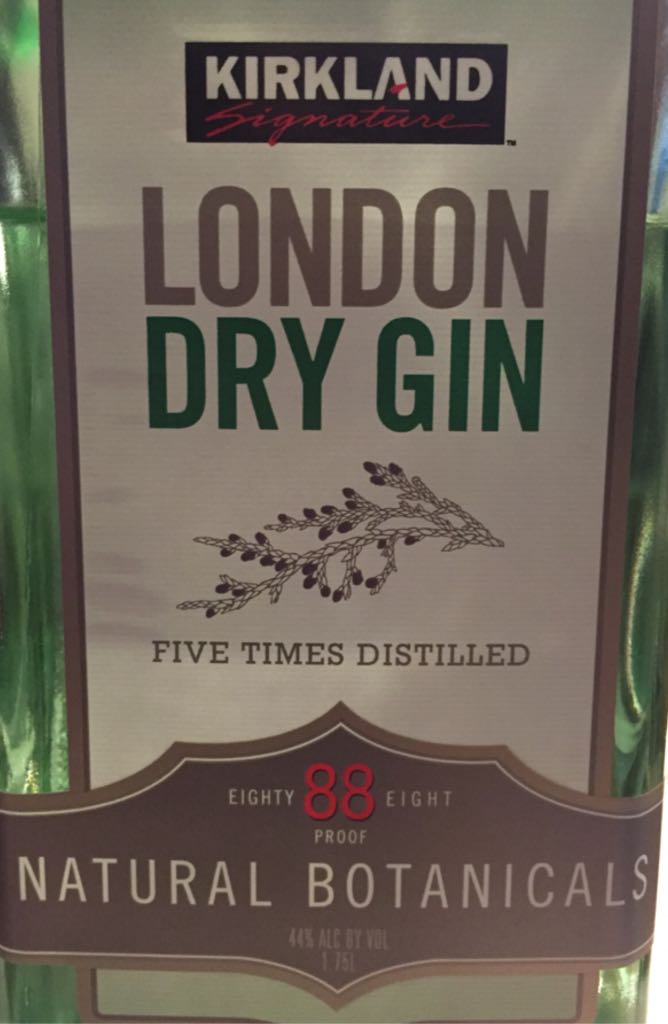 KIRKLAND
Signature™
LONDON
DRY GIN
FIVE TIMES DISTILLED
EIGHTY 88 EIGHT
PROOF
NATURAL BOTANICALS
44% ALC BY VOL
1.75L